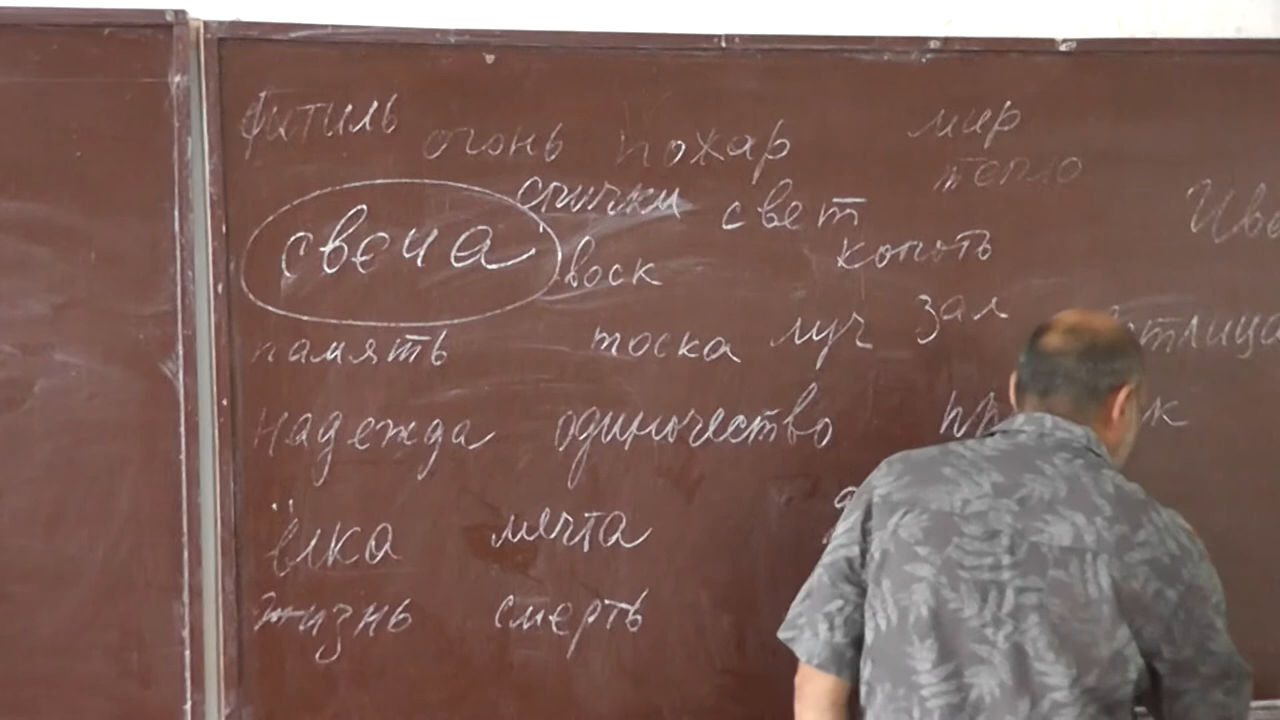 фитиль огонь пожар мир
тепло
спички свет
свеча воск копоть
память тоска луч зал
надежда одиночество
ёлка мечта
жизнь смерть